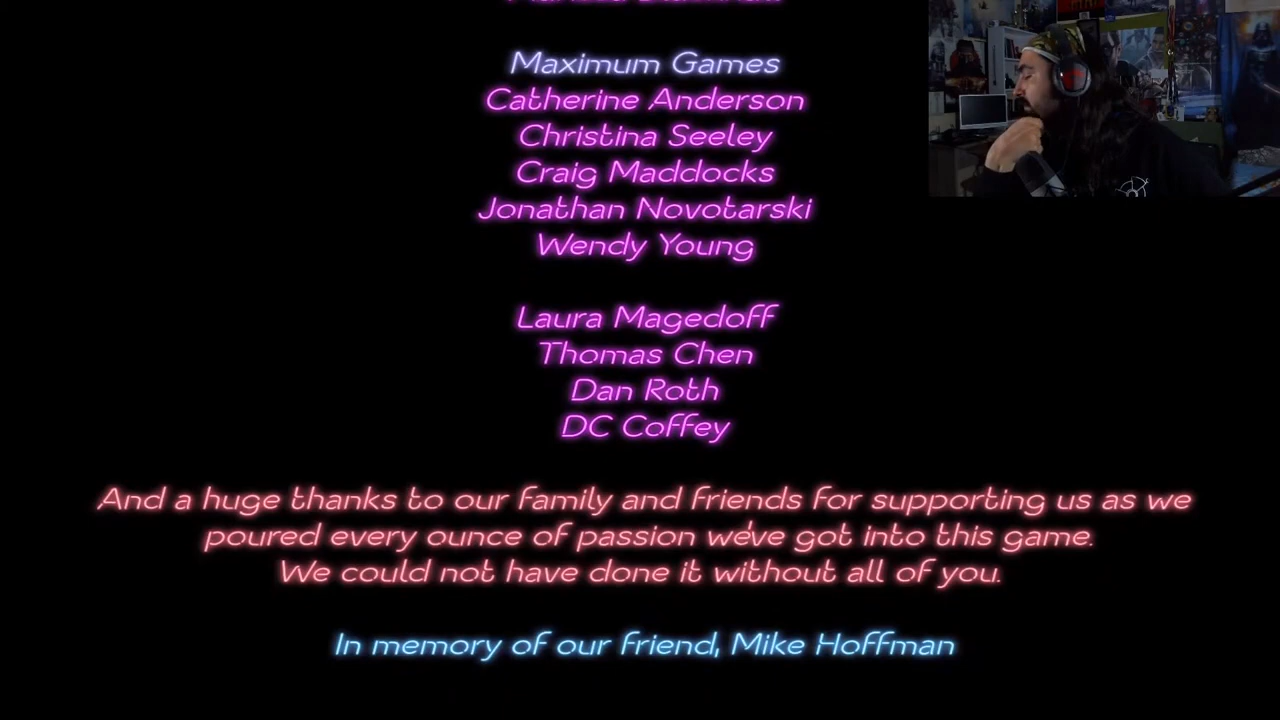 Maximum Games
Catherine Anderson
Christina Seeley
Craig Maddocks
Jonathan Novotarski
Wendy Young
Laura Magedoff
Thomas Chen
Dan Roth
DC Coffey
And a huge thanks to our family and friends for supporting us as we
poured every ounce of passion we've got into this game.
We could not have done it without all of you.
In memory of our friend, Mike Hoffman